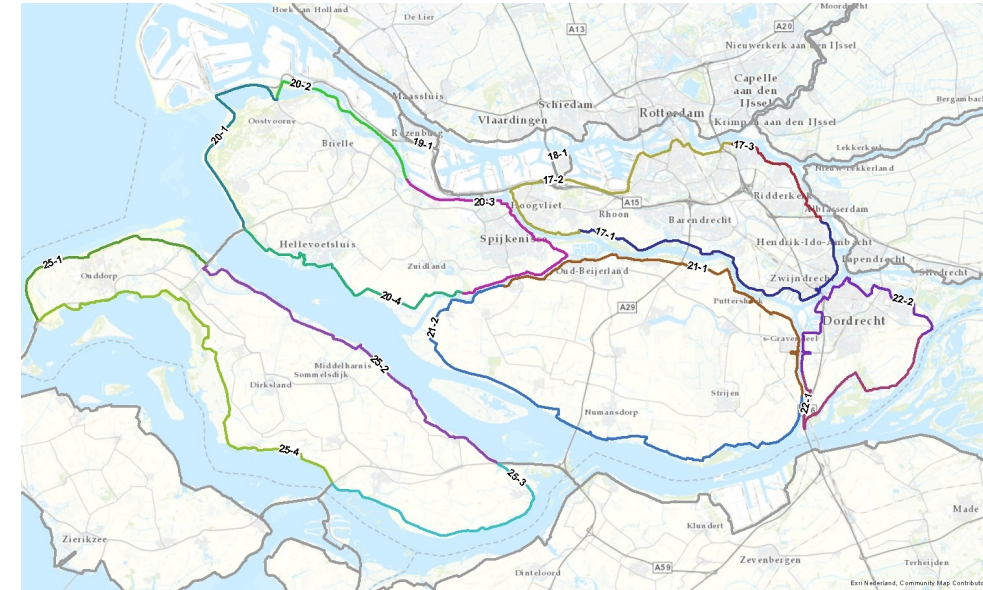 Hoek van Holland
De Lier
A13
A20
Moordrecht
Nieuwerkerk aan den IJssel
Capelle
aan den
IJssel
Maassluis
Schiedam
Vlaardingen
Rotterdam
Krimpen aan den IJssel
Bergambach
20-2
Oostvoorne
20-1
Brielle
Rozenburg
19-1
18-1
17-3
Lekkerkerk
Nieuw-Lekkerland
17-2
20-3
Hoogvliet
A15
Rhoon
Barendrecht
Ridderkerk
Alblasserdam
17-1
Hellevoetsluis
Spijkenisse
Hendrik-Ido-Ambacht
Papendrecht
Sliedrecht
25-1
Ouddorp
Zuidland
Oud-Beijerland
21-1
Zwijndrecht
20-4
A29
Puttershoek
22-2
Dordrecht
21-2
's-Gravendeel
25-2
Middelharnis
Sommelsdijk
Dirksland
Strijen
22-1
Numansdorp
25-4
25-3
Klundert
Made
Zierikzee
Zevenbergen
Terheijden
A59
Dinteloord
Esri Nederland, Community Map Contributo